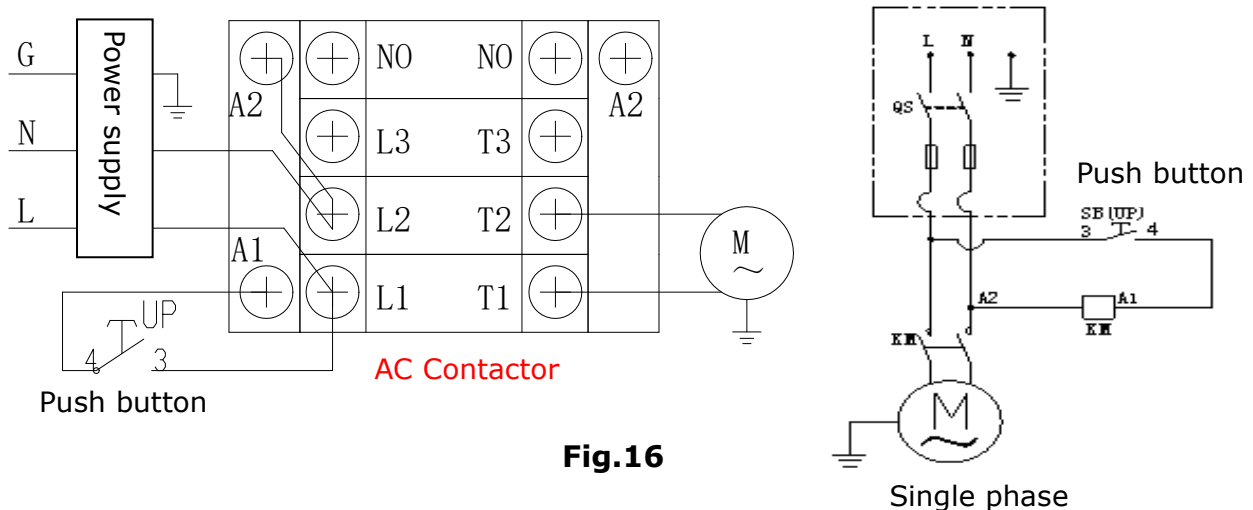 G
N
L
Power supply
A2
NO
NO
A2
L3
T3
L2
T2
A1
L1
T1
M
UP
4
3
Push button
AC Contactor
Fig.16
L N
QS
Push button
SB(UP)
3 4
A2
A1
KM
KM
M
Single phase